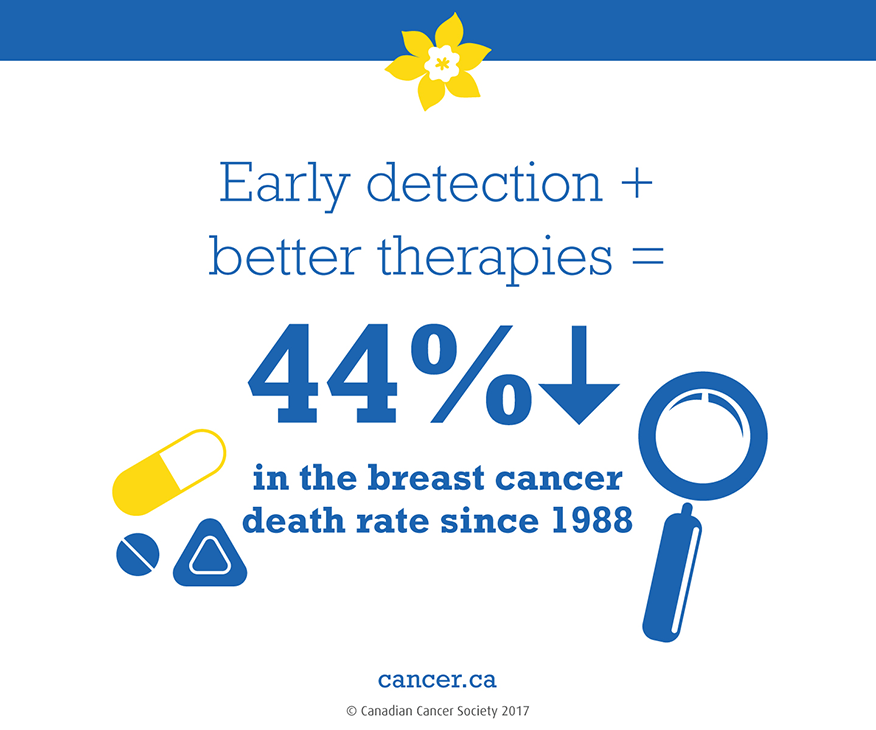 Early detection +
better therapies =
44%↓
in the breast cancer
death rate since 1988
cancer.ca
© Canadian Cancer Society 2017